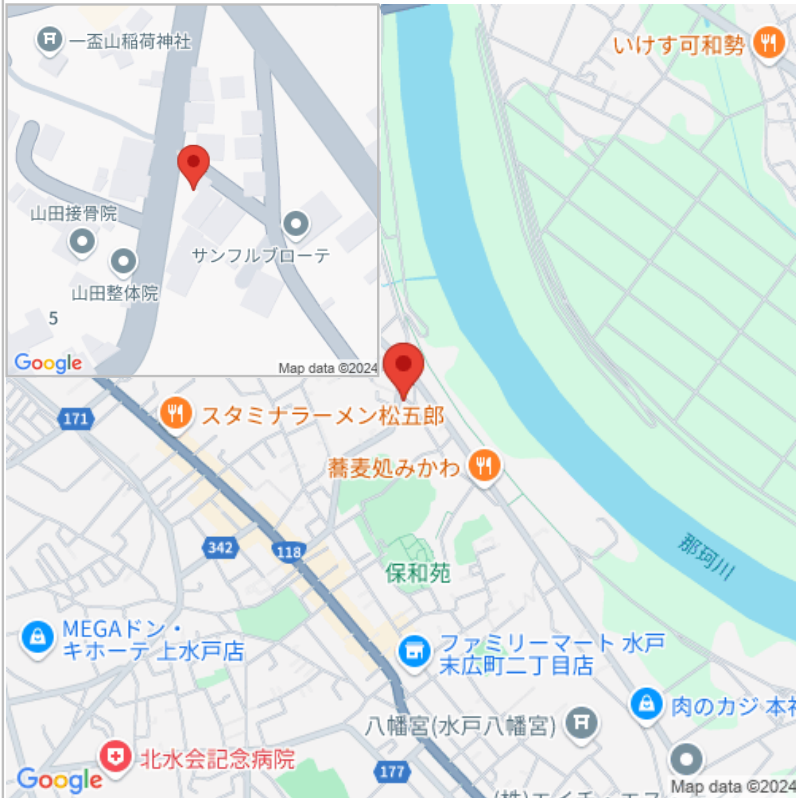 一盃山稲荷神社
山田接骨院
サンフルブローテ
山田整体院
5
Google
Map data ©2024
いけす可和勢
171
スタミナラーメン松五郎
蕎麦処みかわ
342
118
那珂川
保和苑
MEGAドン・
キホーテ 上水戸店
ファミリーマート 水戸
末広町二丁目店
肉のカジ 本
八幡宮(水戸八幡宮)
北水会記念病院
177
Google
Map data ©2024